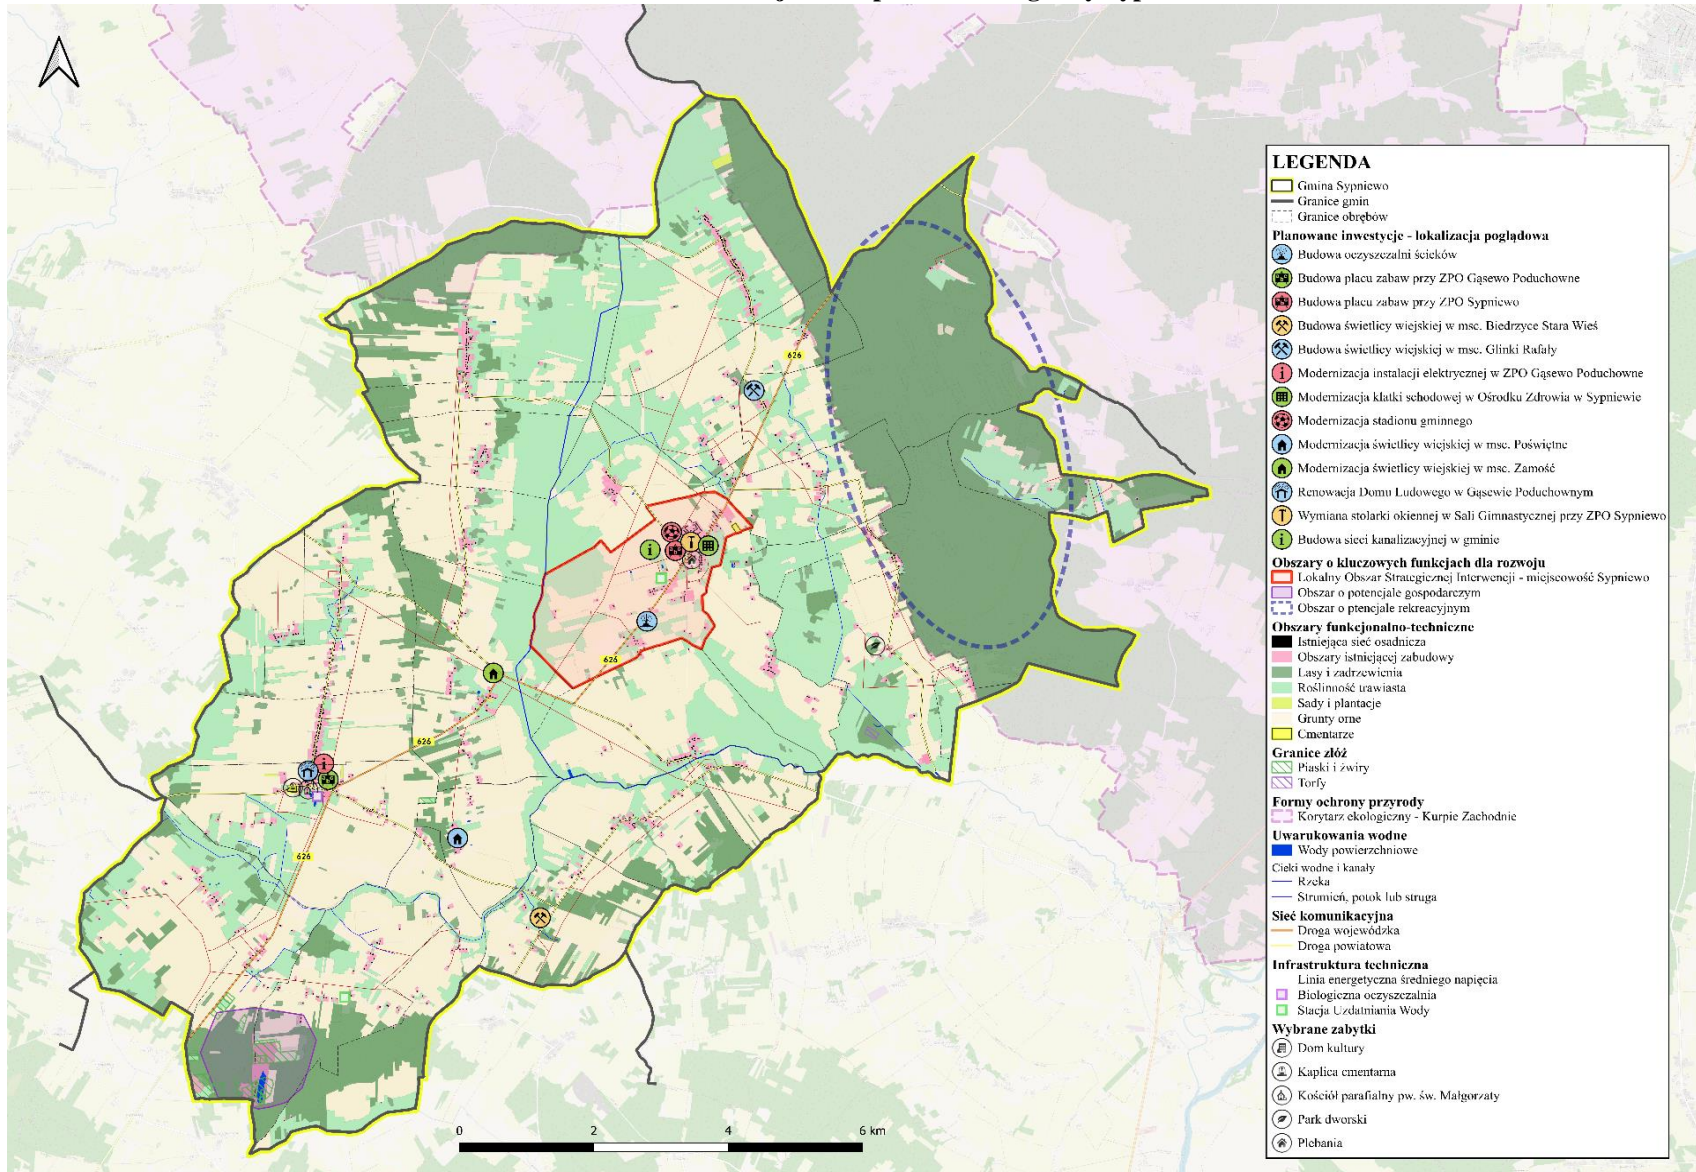 LEGENDA
Gmina Sypniewo
Granice gmin
Granice obrębów
Planowane inwestycje - lokalizacja poglądowa
Budowa oczyszczalni ścieków
Budowa placu zabaw przy ZPO Gąsewo Poduchowne
Budowa placu zabaw przy ZPO Sypniewo
Budowa świetlicy wiejskiej w msc. Biedrzyce Stara Wieś
Budowa świetlicy wiejskiej w msc. Glinki Rafały
Modernizacja instalacji elektrycznej w ZPO Gąsewo Poduchowne
Modernizacja klatki schodowej w Ośrodku Zdrowia w Sypniewie
Modernizacja stadionu gminnego
Modernizacja świetlicy wiejskiej w msc. Poświętne
Modernizacja świetlicy wiejskiej w msc. Zamość
Renowacja Domu Ludowego w Gąsewie Poduchownym
Wymiana stolarki okiennej w Sali Gimnastycznej przy ZPO Sypniewo
Budowa sieci kanalizacyjnej w gminie
Obszary o kluczowych funkcjach dla rozwoju
Lokalny Obszar Strategicznej Interwencji - miejscowość Sypniewo
Obszar o potencjale gospodarczym
Obszar o ptencjale rekreacyjnym
Obszary funkcjonalno-techniczne
Istniejąca sieć osadnicza
Obszary istniejącej zabudowy
Lasy i zadrzewienia
Roślinność trawiasta
Sady i plantacje
Grunty orne
Cmentarze
Granice złóż
Piaski i żwiry
Torfy
Formy ochrony przyrody
Korytarz ekologiczny - Kurpie Zachodnie
Uwarukowania wodne
Wody powierzchniowe
Cieki wodne i kanały
Rzeka
Strumień, potok lub struga
Sieć komunikacyjna
Droga wojewódzka
Droga powiatowa
Infrastruktura techniczna
Linia energetyczna średniego napięcia
Biologiczna oczyszczalnia
Stacja Uzdatniania Wody
Wybrane zabytki
Dom kultury
Kaplica cmentarna
Kościół parafialny pw. św. Małgorzaty
Park dworski
Plebania
626
626
626
626
0 2 4 6 km